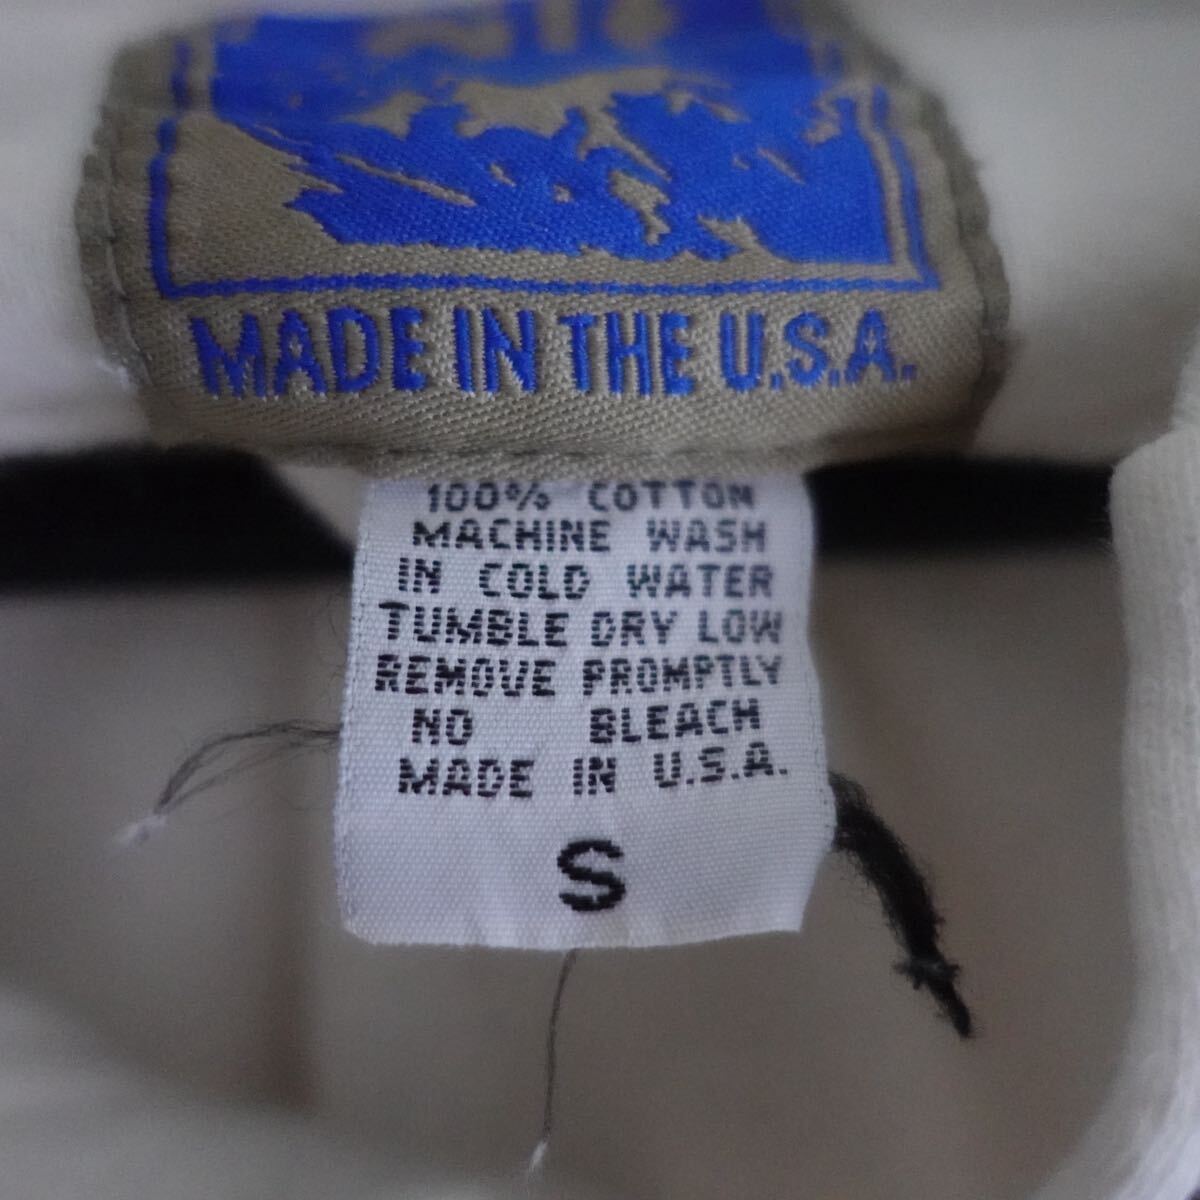 MADE IN THE U.S.A.
100% COTTON
MACHINE WASH
IN COLD WATER
TUMBLE DRY LOW
REMOVE PROMPTLY
NO BLEACH
MADE IN U.S.A.
S